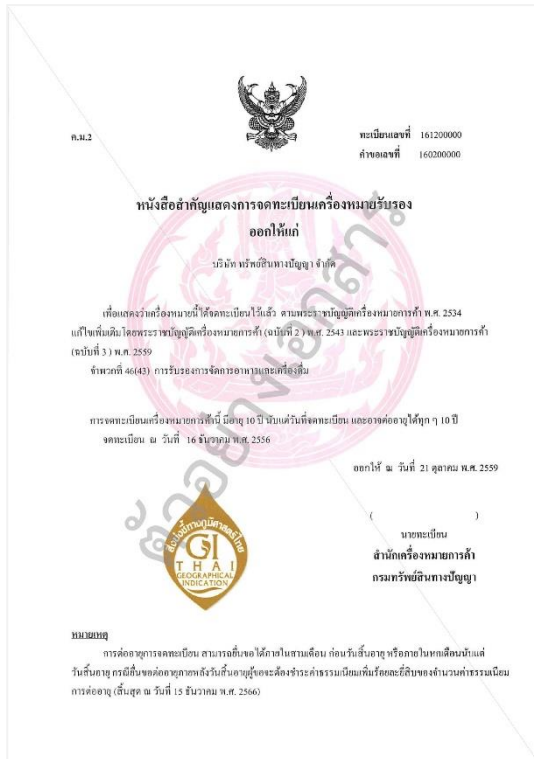 ค.ม.2
ทะเบียนเลขที่ 161200000
คำขอเลขที่ 160200000
หนังสือสำคัญแสดงการจดทะเบียนเครื่องหมายรับรอง
ออกให้แก่
บริษัท ทรัพย์สินทางปัญญา จำกัด
เพื่อแสดงว่าเครื่องหมายนี้ได้จดทะเบียนไว้แล้ว ตามพระราชบัญญัติเครื่องหมายการค้า พ.ศ. 2534
แก้ไขเพิ่มเติมโดยพระราชบัญญัติเครื่องหมายการค้า (ฉบับที่ 2 ) พ.ศ. 2543 และพระราชบัญญัติเครื่องหมายการค้า
(ฉบับที่ 3 ) พ.ศ. 2559
จำพวกที่ 46(43) การรับรองการจัดการอาหารและเครื่องดื่ม
การจดทะเบียนเครื่องหมายการค้านี้ มีอายุ 10 ปี นับแต่วันที่จดทะเบียน และอาจต่ออายุได้ทุก ๆ 10 ปี
จดทะเบียน ณ วันที่ 16 ธันวาคม พ.ศ. 2556
ออกให้ ณ วันที่ 21 ตุลาคม พ.ศ. 2559
ตัวอย่างเอกสาร
( )
นายทะเบียน
สำนักเครื่องหมายการค้า
กรมทรัพย์สินทางปัญญา
สิ่งบ่งชี้ทางภูมิศาสตร์ไทย
GI
THAI
GEOGRAPHICAL
INDICATION
หมายเหตุ
การต่ออายุการจดทะเบียน สามารถยื่นขอได้ภายในสามเดือน ก่อนวันสิ้นอายุ หรือภายในหกเดือนนับแต่
วันสิ้นอายุ กรณียื่นขอต่ออายุภายหลังวันสิ้นอายุผู้ขอจะต้องชำระค่าธรรมเนียมเพิ่มร้อยละยี่สิบของจำนวนค่าธรรมเนียม
การต่ออายุ (สิ้นสุด ณ วันที่ 15 ธันวาคม พ.ศ. 2566)